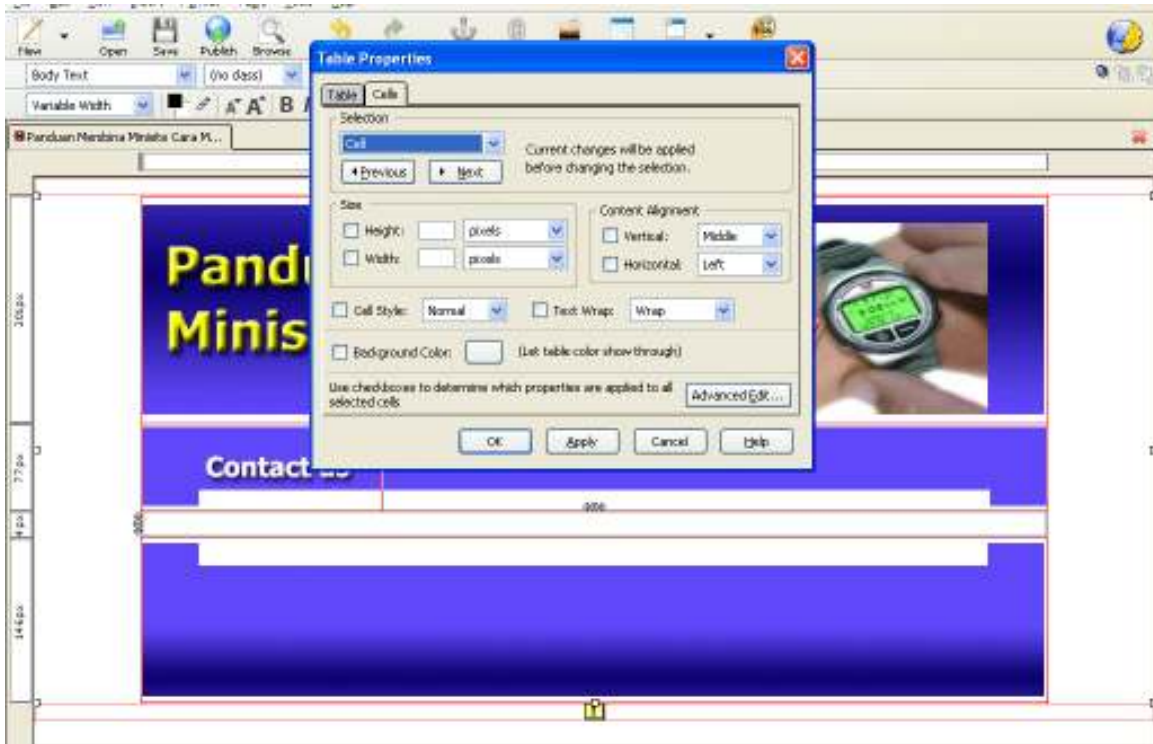 New Open Save Publish Browse
Body Text (no class)
Variable Width A A B
Panduan Membina Minisite Cara M...
Table Properties
Table Cells
Selection
Cell
Current changes will be applied
before changing the selection.
Previous Next
Size
Content Alignment
Height: pixels
Vertical: Middle
Width: pixels
Horizontal: Left
Cell Style: Normal
Text Wrap: Wrap
Background Color: (Let table color show through)
Use checkboxes to determine which properties are applied to all
selected cells
Advanced Edit...
OK Apply Cancel Help
Pandu
Minis
Contact us
77px
4px
146px